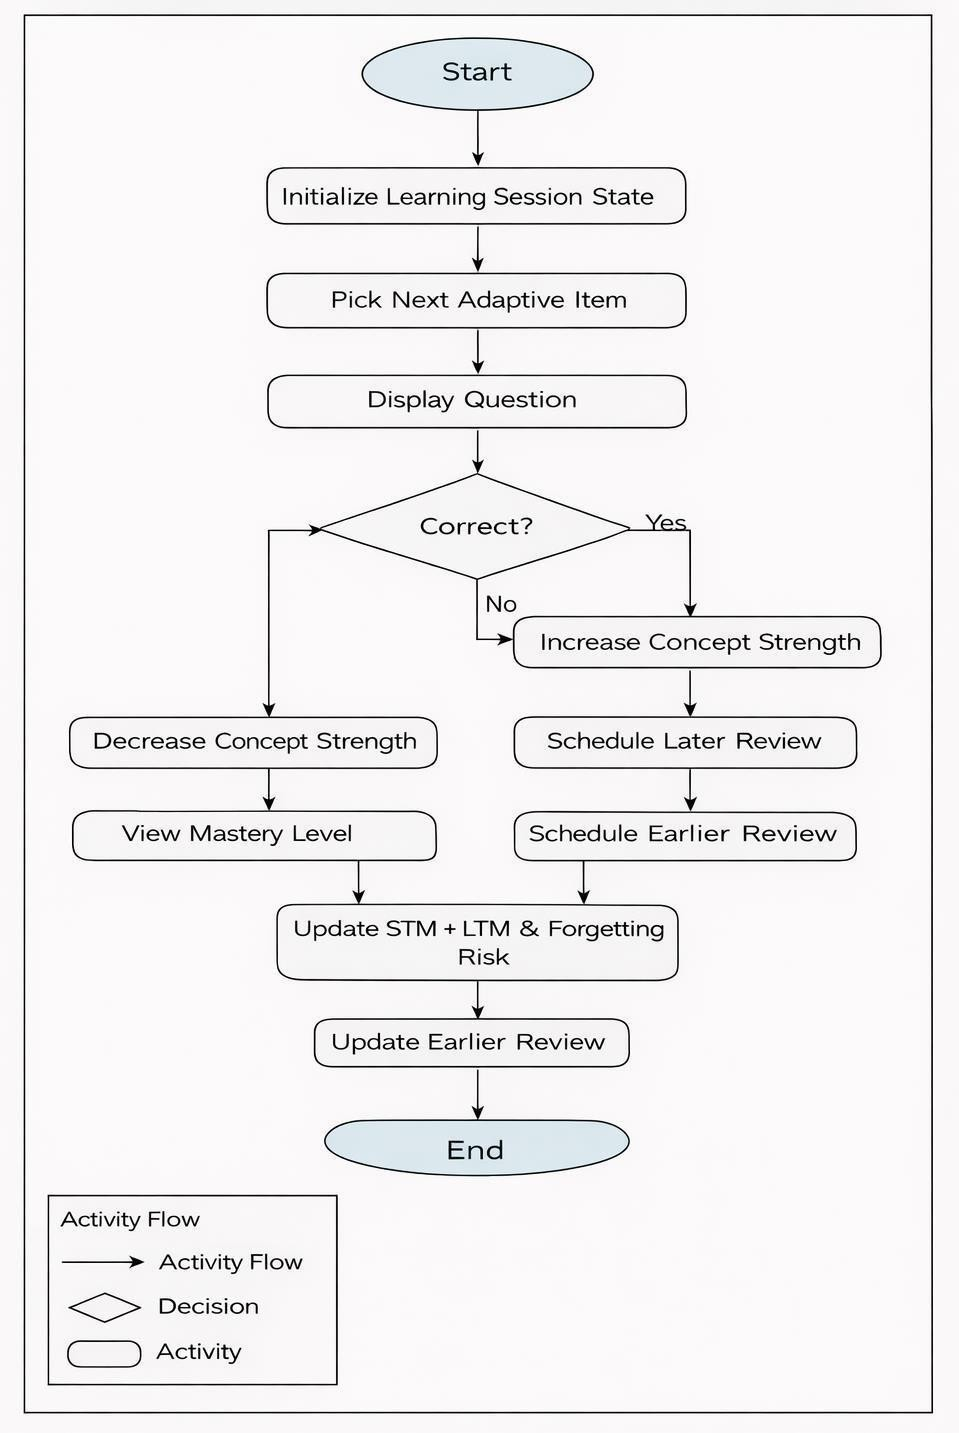 Start
Initialize Learning Session State
Pick Next Adaptive Item
Display Question
Correct?
Yes
No
Increase Concept Strength
Decrease Concept Strength
Schedule Later Review
View Mastery Level
Schedule Earlier Review
Update STM + LTM & Forgetting
Risk
Update Earlier Review
End
Activity Flow
Activity Flow
Decision
Activity